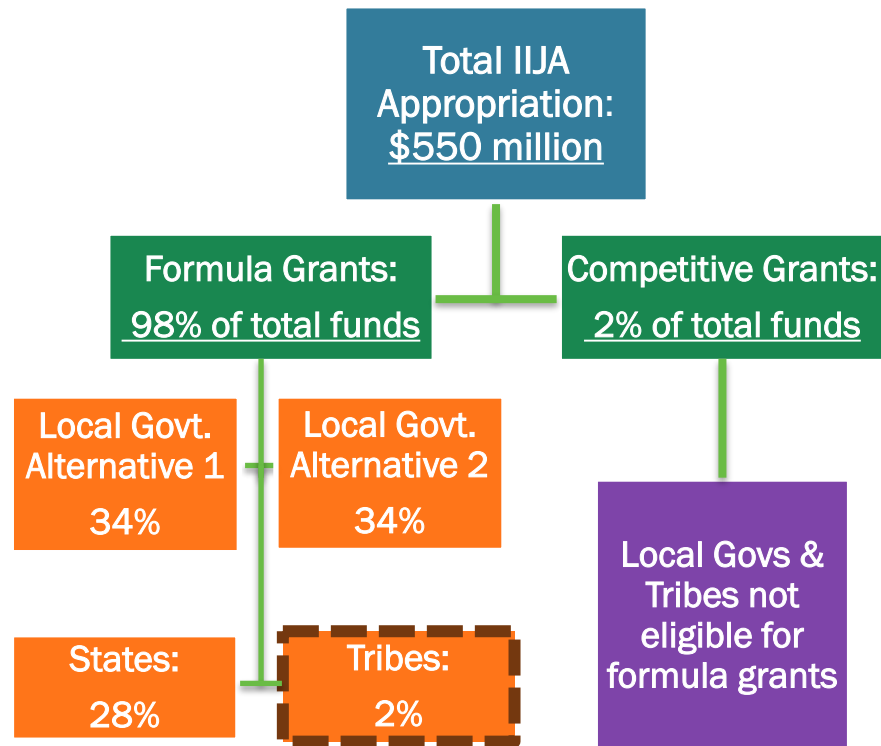 Total IIJA
Appropriation:
$550 million
Formula Grants:
98% of total funds
Competitive Grants:
2% of total funds
Local Govt.
Alternative 1
34%
Local Govt.
Alternative 2
34%
Local Govs &
Tribes not
eligible for
formula grants
States:
28%
Tribes:
2%